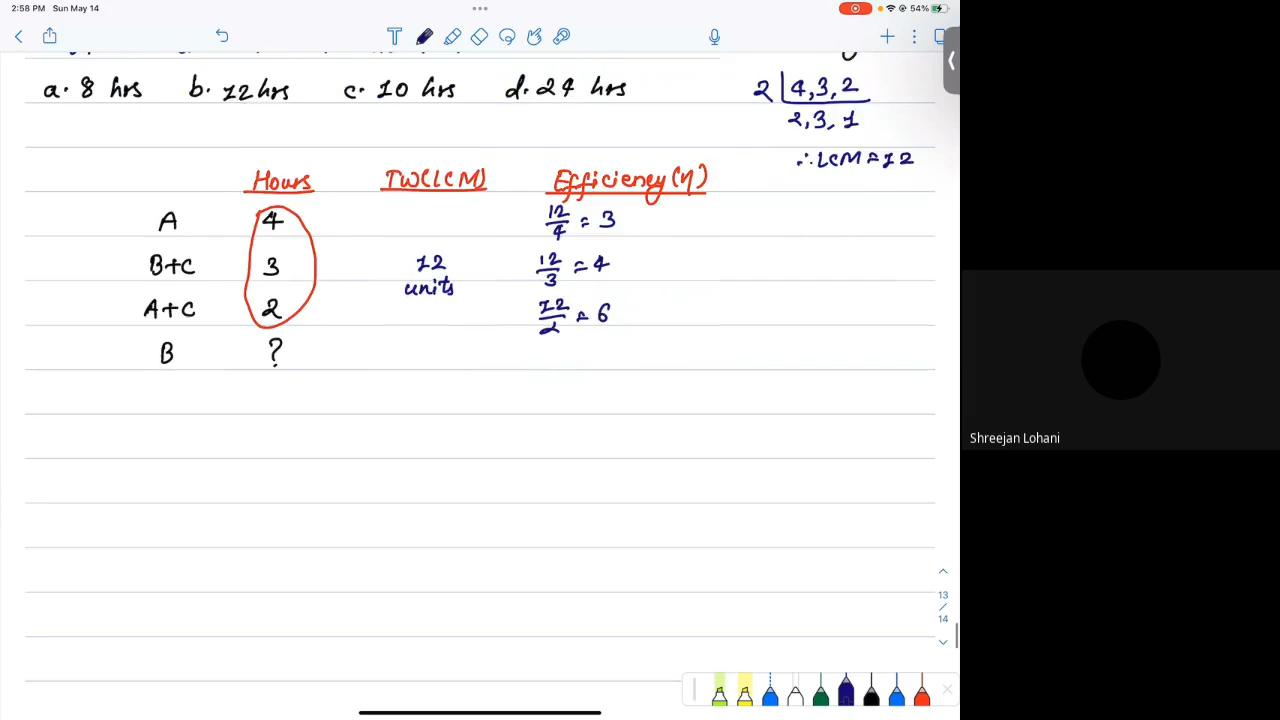 2:58 PM Sun May 14
54%
a. 8 hrs b. 12hrs c. 10 hrs d. 24 hrs
2 | 4, 3, 2
2, 3, 1
∴ LCM = 12
Hours TW(LCM) Efficiency(η)
A 4 12/4 = 3
B+C 3 12 units 12/3 = 4
A+C 2 12/2 = 6
B ?
Shreejan Lohani
13
/
14